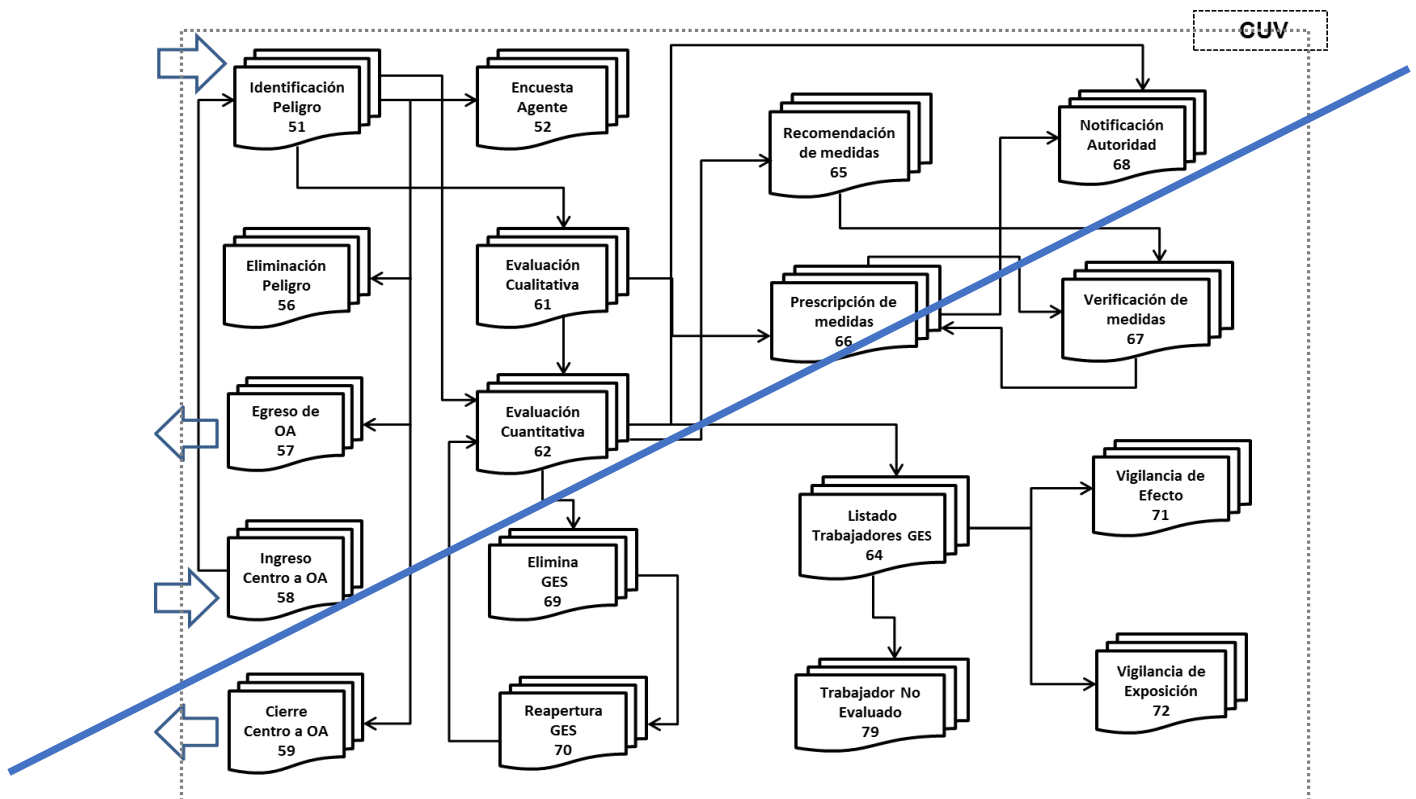 CUV
Identificación
Peligro
51
Encuesta
Agente
52
Recomendación
de medidas
65
Notificación
Autoridad
68
Eliminación
Peligro
56
Evaluación
Cualitativa
61
Prescripción de
medidas
66
Verificación de
medidas
67
Egreso de
OA
57
Evaluación
Cuantitativa
62
Listado
Trabajadores GES
64
Vigilancia de
Efecto
71
Ingreso
Centro a OA
58
Elimina
GES
69
Cierre
Centro a OA
59
Reapertura
GES
70
Trabajador No
Evaluado
79
Vigilancia de
Exposición
72